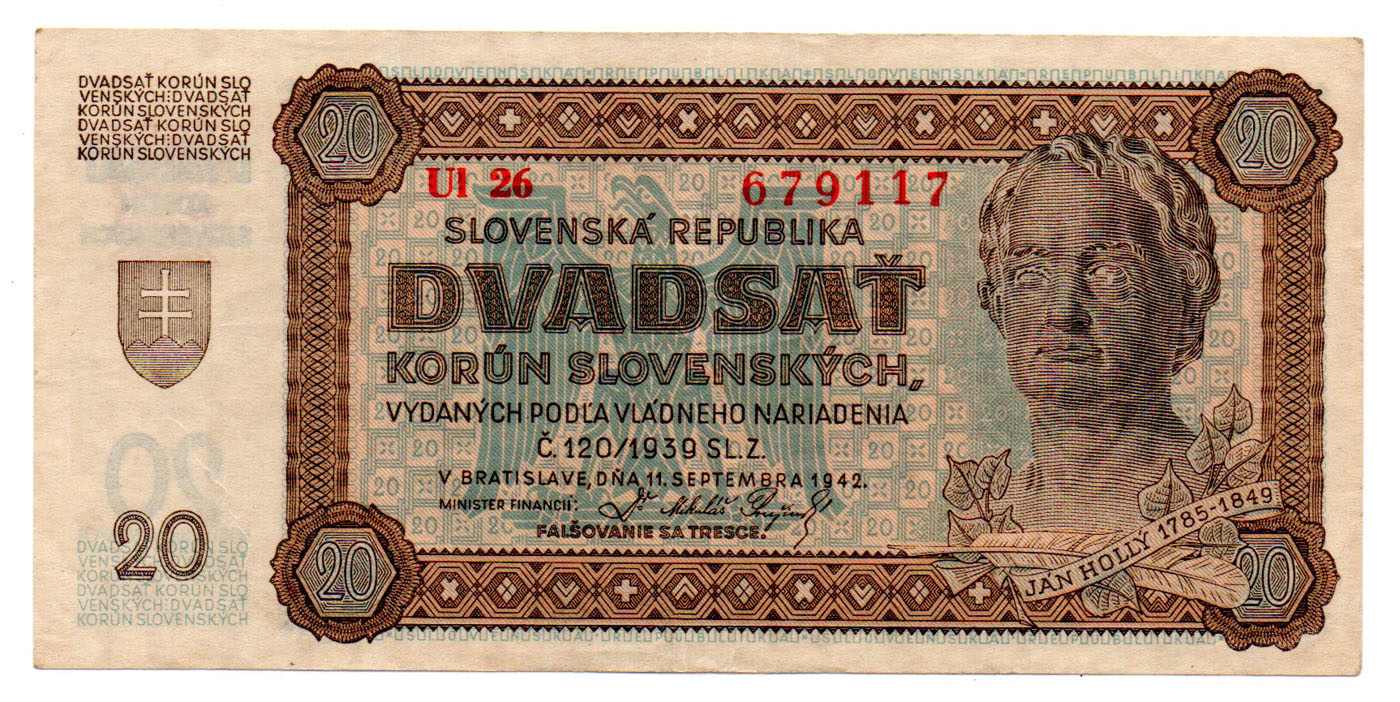 DVADSAŤ KORÚN SLO
VENSKÝCH:DVADSAŤ
KORÚN SLOVENSKÝCH
DVADSAŤ KORÚN SLO
VENSKÝCH:DVADSAŤ
KORÚN SLOVENSKÝCH
20
20
Ul 26 679117
SLOVENSKÁ REPUBLIKA
DVADSAŤ
KORÚN SLOVENSKÝCH,
VYDANÝCH PODĽA VLÁDNEHO NARIADENIA
Č. 120/1939 SL. Z.
V BRATISLAVE, DŇA 11. SEPTEMBRA 1942.
MINISTER FINANCIÍ:
FALŠOVANIE SA TRESCE.
JÁN HOLLÝ 1785-1849
20
20
20
DVADSAŤ KORÚN SLO
VENSKÝCH:DVADSAŤ
KORÚN SLOVENSKÝCH
DVADSAŤ KORÚN SLO
VENSKÝCH:DVADSAŤ
KORÚN SLOVENSKÝCH